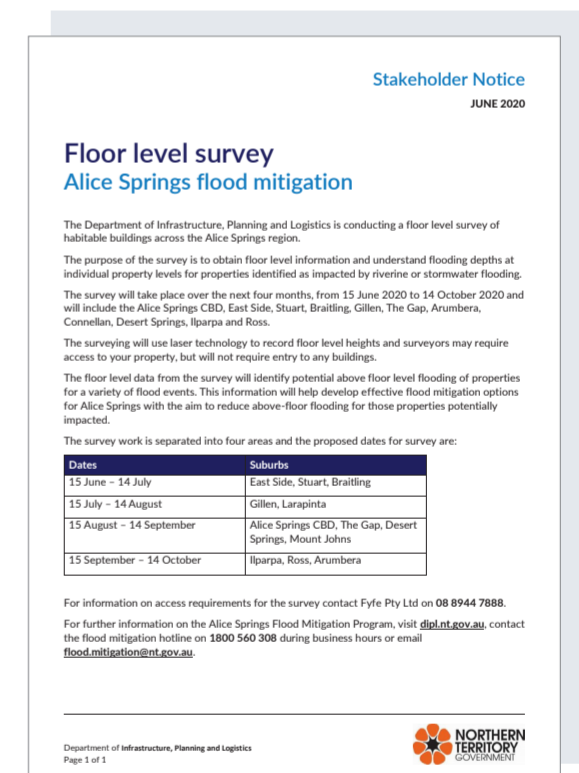 Stakeholder Notice
JUNE 2020
Floor level survey
Alice Springs flood mitigation
The Department of Infrastructure, Planning and Logistics is conducting a floor level survey of
habitable buildings across the Alice Springs region.
The purpose of the survey is to obtain floor level information and understand flooding depths at
individual property levels for properties identified as impacted by riverine or stormwater flooding.
The survey will take place over the next four months, from 15 June 2020 to 14 October 2020 and
will include the Alice Springs CBD, East Side, Stuart, Braitling, Gillen, The Gap, Arumbera,
Connellan, Desert Springs, Ilparpa and Ross.
The surveying will use laser technology to record floor level heights and surveyors may require
access to your property, but will not require entry to any buildings.
The floor level data from the survey will identify potential above floor level flooding of properties
for a variety of flood events. This information will help develop effective flood mitigation options
for Alice Springs with the aim to reduce above-floor flooding for those properties potentially
impacted.
The survey work is separated into four areas and the proposed dates for survey are:
Dates Suburbs
15 June – 14 July East Side, Stuart, Braitling
15 July – 14 August Gillen, Larapinta
15 August – 14 September Alice Springs CBD, The Gap, Desert
Springs, Mount Johns
15 September – 14 October Ilparpa, Ross, Arumbera
For information on access requirements for the survey contact Fyfe Pty Ltd on 08 8944 7888.
For further information on the Alice Springs Flood Mitigation Program, visit dipl.nt.gov.au, contact
the flood mitigation hotline on 1800 560 308 during business hours or email
flood.mitigation@nt.gov.au.
Department of Infrastructure, Planning and Logistics
Page 1 of 1
NORTHERN
TERRITORY
GOVERNMENT